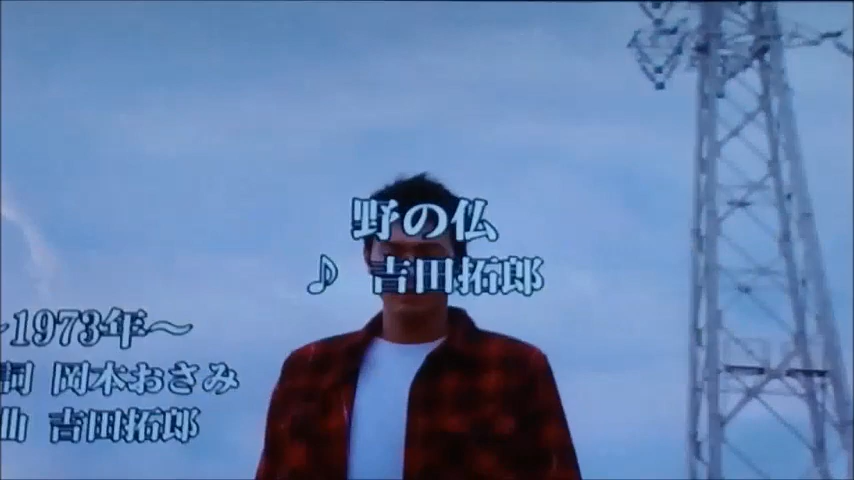 野の仏
♪ 吉田拓郎
~1973年～
詞 岡本おさみ
曲 吉田拓郎